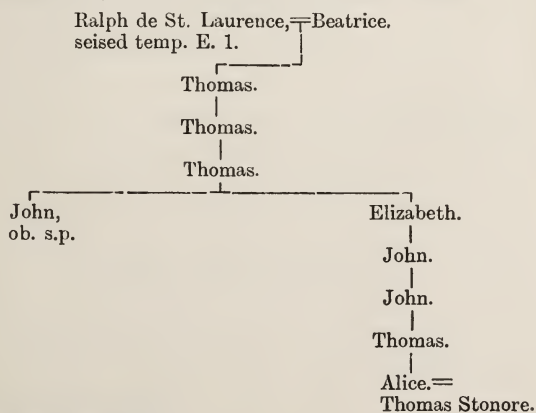 Ralph de St. Laurence,=Beatrice.
seised temp. E. 1.
Thomas.
Thomas.
Thomas.
John,
ob. s.p.
Elizabeth.
John.
John.
Thomas.
Alice.=
Thomas Stonore.